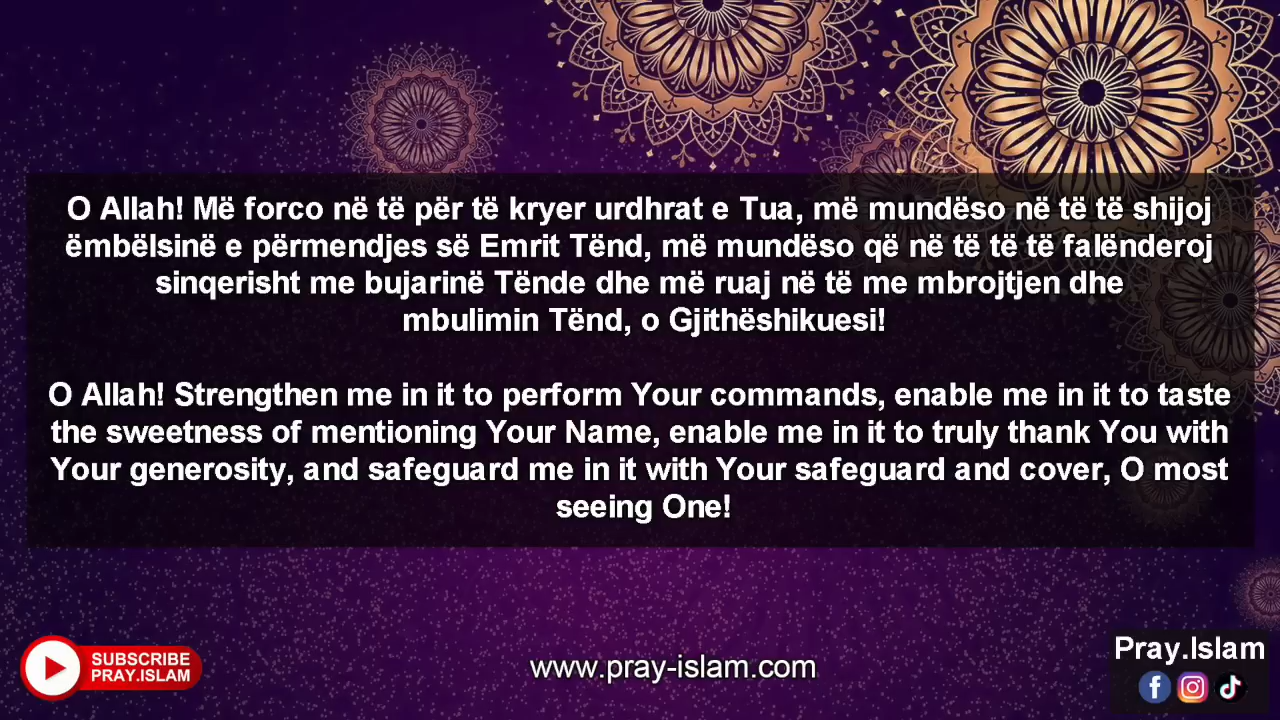 O Allah! Më forco në të për të kryer urdhrat e Tua, më mundëso në të të shijoj
ëmbëlsinë e përmendjes së Emrit Tënd, më mundëso që në të të të falënderoj
sinqerisht me bujarinë Tënde dhe më ruaj në të me mbrojtjen dhe
mbulimin Tënd, o Gjithëshikuesi!
O Allah! Strengthen me in it to perform Your commands, enable me in it to taste
the sweetness of mentioning Your Name, enable me in it to truly thank You with
Your generosity, and safeguard me in it with Your safeguard and cover, O most
seeing One!
SUBSCRIBE
PRAY.ISLAM
www.pray-islam.com
Pray.Islam